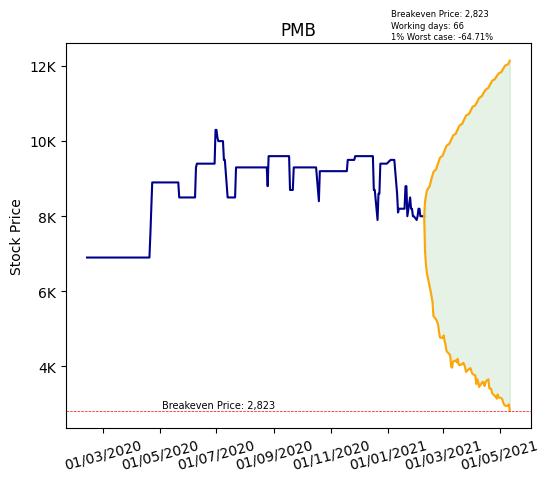 Breakeven Price: 2,823
Working days: 66
1% Worst case: -64.71%
PMB
12K
10K
8K
6K
4K
Stock Price
Breakeven Price: 2,823
01/03/2020 01/05/2020 01/07/2020 01/09/2020 01/11/2020 01/01/2021 01/03/2021 01/05/2021